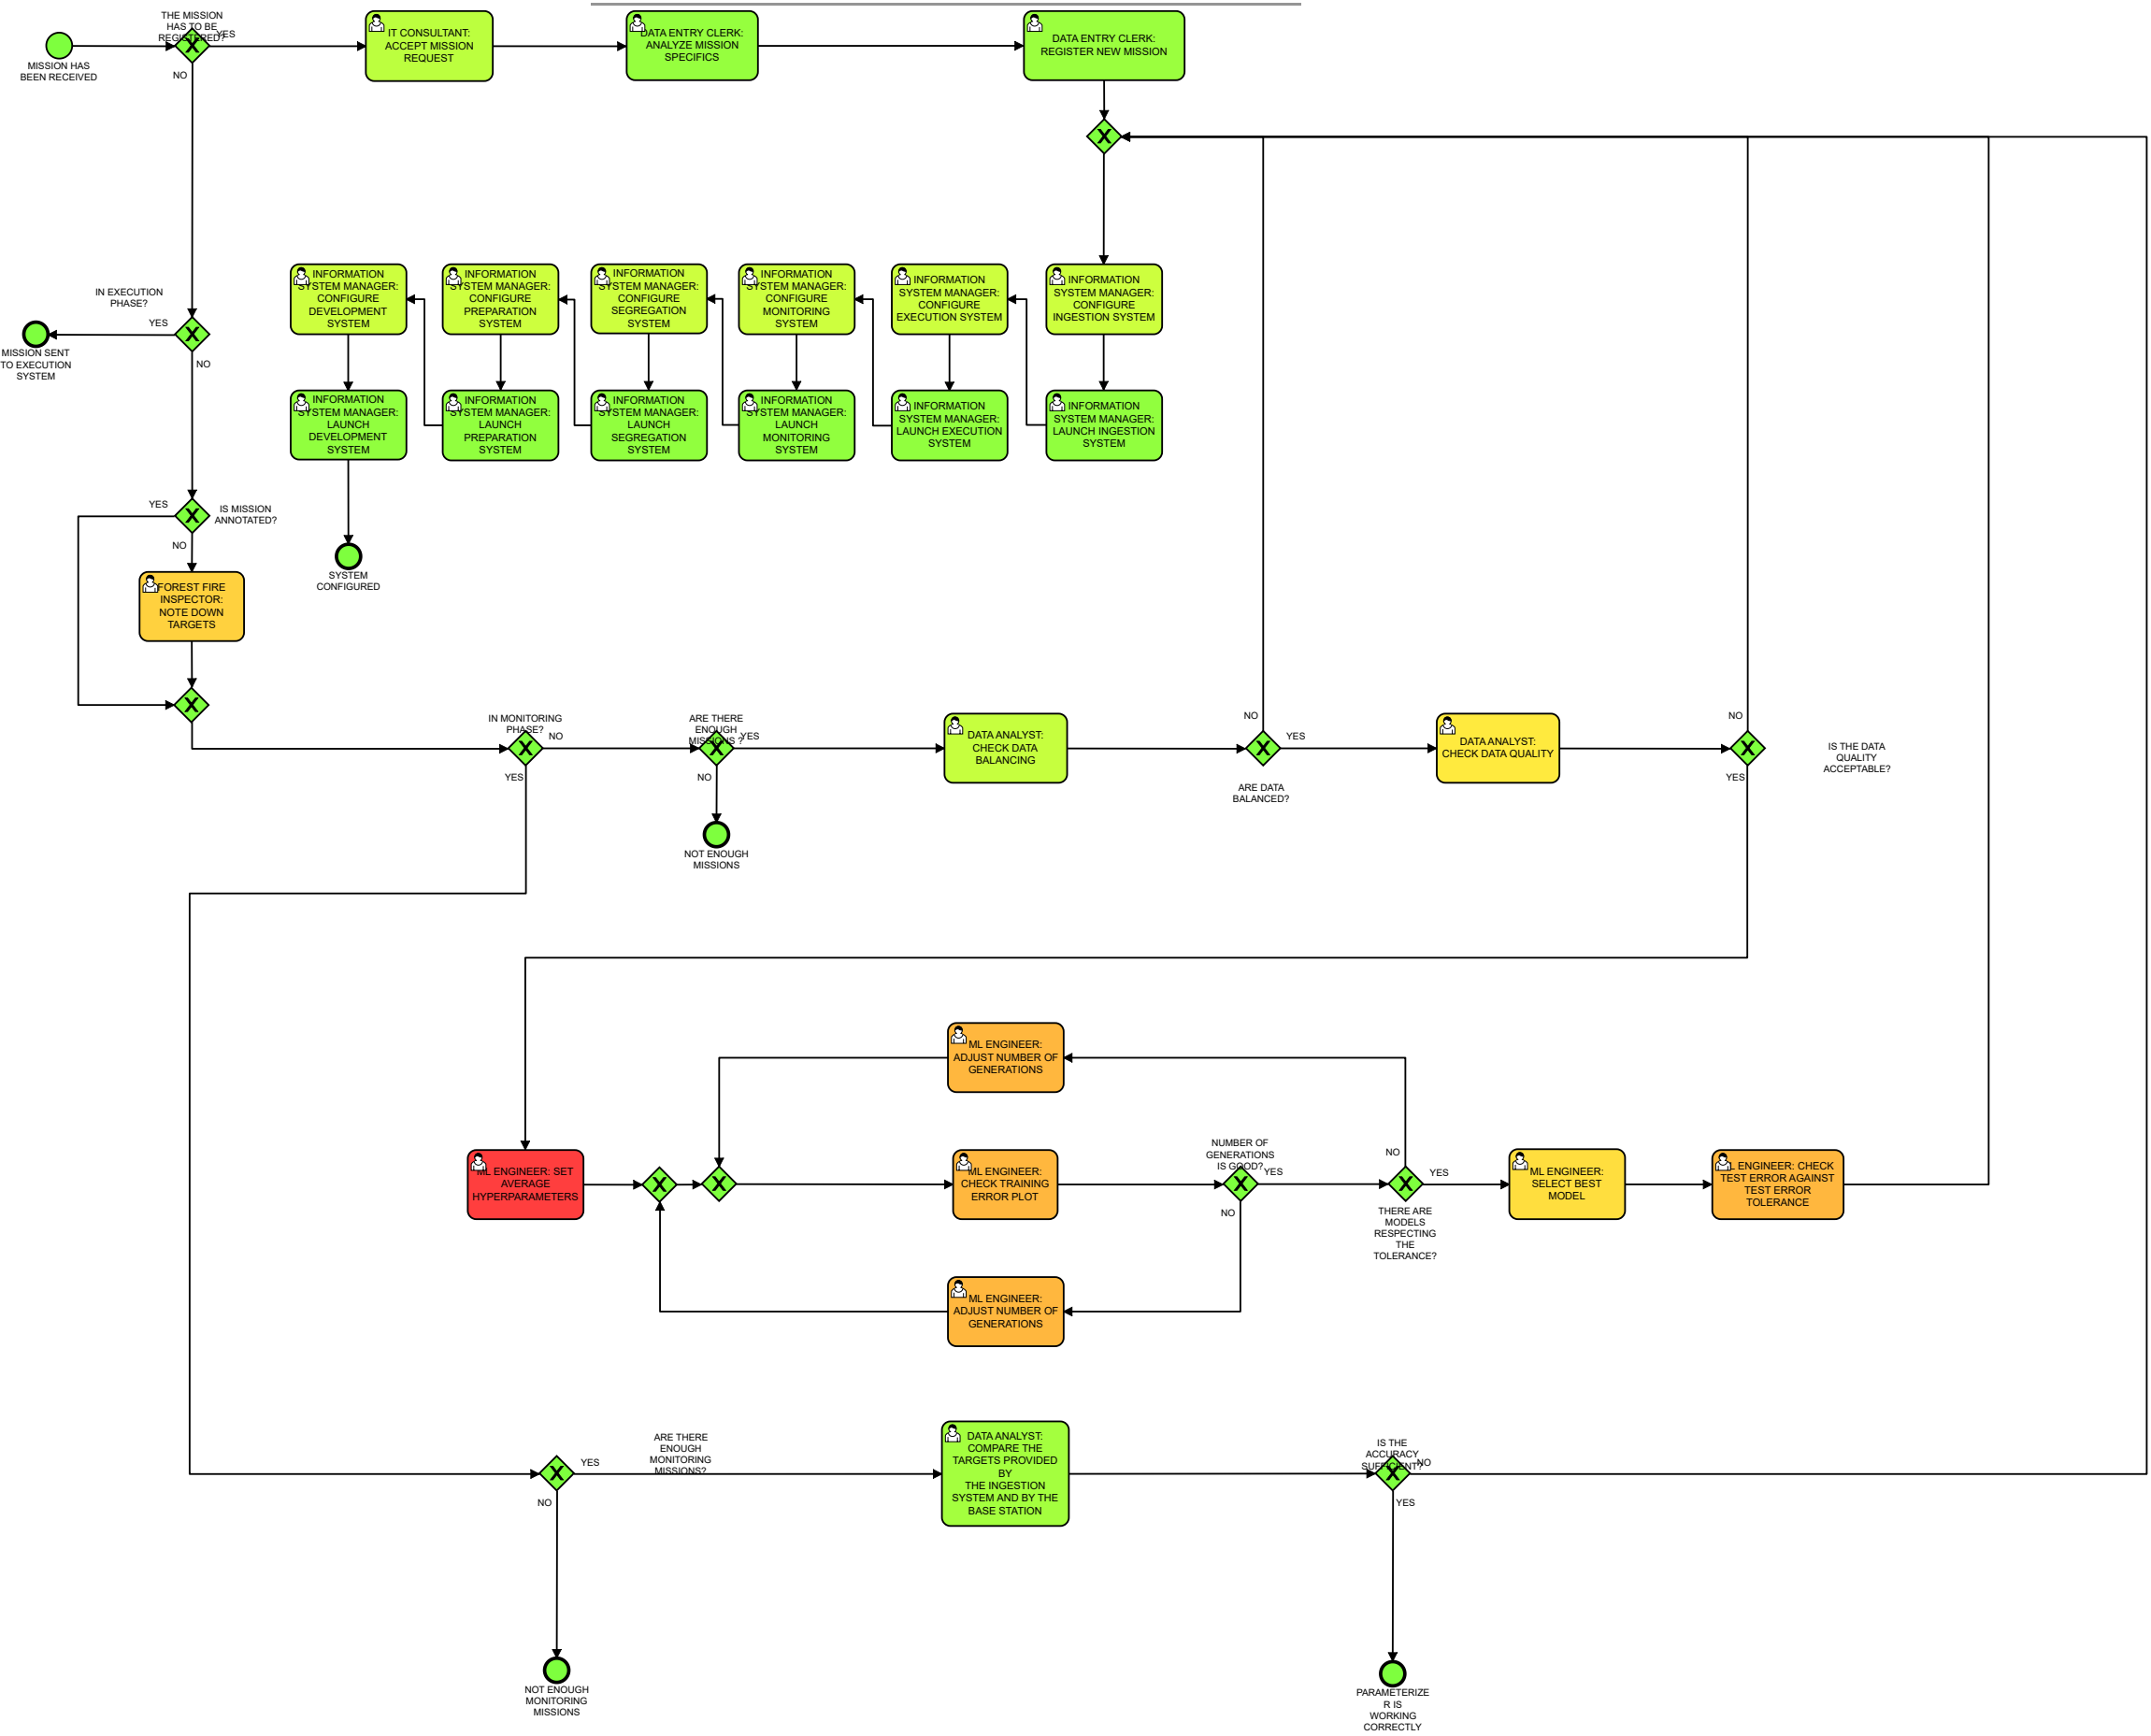 THE MISSION
HAS TO BE
REGISTERED?
YES
NO
MISSION HAS
BEEN RECEIVED
IT CONSULTANT:
ACCEPT MISSION
REQUEST
DATA ENTRY CLERK:
ANALYZE MISSION
SPECIFICS
DATA ENTRY CLERK:
REGISTER NEW MISSION
X
X
IN EXECUTION
PHASE?
YES
X
NO
MISSION SENT
TO EXECUTION
SYSTEM
INFORMATION
SYSTEM MANAGER:
CONFIGURE
DEVELOPMENT
SYSTEM
INFORMATION
SYSTEM MANAGER:
CONFIGURE
PREPARATION
SYSTEM
INFORMATION
SYSTEM MANAGER:
CONFIGURE
SEGREGATION
SYSTEM
INFORMATION
SYSTEM MANAGER:
CONFIGURE
MONITORING
SYSTEM
INFORMATION
SYSTEM MANAGER:
CONFIGURE
EXECUTION SYSTEM
INFORMATION
SYSTEM MANAGER:
CONFIGURE
INGESTION SYSTEM
INFORMATION
SYSTEM MANAGER:
LAUNCH
DEVELOPMENT
SYSTEM
INFORMATION
SYSTEM MANAGER:
LAUNCH
PREPARATION
SYSTEM
INFORMATION
SYSTEM MANAGER:
LAUNCH
SEGREGATION
SYSTEM
INFORMATION
SYSTEM MANAGER:
LAUNCH
MONITORING
SYSTEM
INFORMATION
SYSTEM MANAGER:
LAUNCH EXECUTION
SYSTEM
INFORMATION
SYSTEM MANAGER:
LAUNCH INGESTION
SYSTEM
YES
X
IS MISSION
ANNOTATED?
NO
SYSTEM
CONFIGURED
FOREST FIRE
INSPECTOR:
NOTE DOWN
TARGETS
X
IN MONITORING
PHASE?
X
NO
YES
ARE THERE
ENOUGH
MISSIONS ?
X
YES
NO
NOT ENOUGH
MISSIONS
DATA ANALYST:
CHECK DATA
BALANCING
NO
X
YES
ARE DATA
BALANCED?
DATA ANALYST:
CHECK DATA QUALITY
NO
X
YES
IS THE DATA
QUALITY
ACCEPTABLE?
ML ENGINEER:
ADJUST NUMBER OF
GENERATIONS
ML ENGINEER: SET
AVERAGE
HYPERPARAMETERS
X
X
ML ENGINEER:
CHECK TRAINING
ERROR PLOT
NUMBER OF
GENERATIONS
IS GOOD?
X
YES
NO
NO
X
YES
THERE ARE
MODELS
RESPECTING
THE
TOLERANCE?
ML ENGINEER:
SELECT BEST
MODEL
L ENGINEER: CHECK
TEST ERROR AGAINST
TEST ERROR
TOLERANCE
ML ENGINEER:
ADJUST NUMBER OF
GENERATIONS
X
YES
NO
ARE THERE
ENOUGH
MONITORING
MISSIONS?
DATA ANALYST:
COMPARE THE
TARGETS PROVIDED
BY
THE INGESTION
SYSTEM AND BY THE
BASE STATION
IS THE
ACCURACY
SUFFICIENT?
X
NO
YES
NOT ENOUGH
MONITORING
MISSIONS
PARAMETERIZE
R IS
WORKING
CORRECTLY